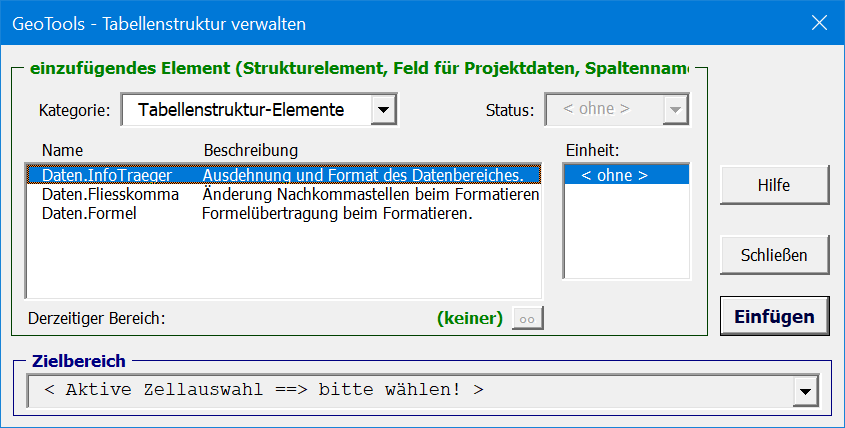 GeoTools - Tabellenstruktur verwalten
einzufügendes Element (Strukturelement, Feld für Projektdaten, Spaltenname
Kategorie: Tabellenstruktur-Elemente Status: < ohne >
Name Beschreibung Einheit:
Daten.InfoTraeger Ausdehnung und Format des Datenbereiches. < ohne >
Daten.Fliesskomma Änderung Nachkommastellen beim Formatieren
Daten.Formel Formelübertragung beim Formatieren.
Hilfe
Schließen
Derzeitiger Bereich: (keiner) oo
Einfügen
Zielbereich
< Aktive Zellauswahl ==> bitte wählen! >